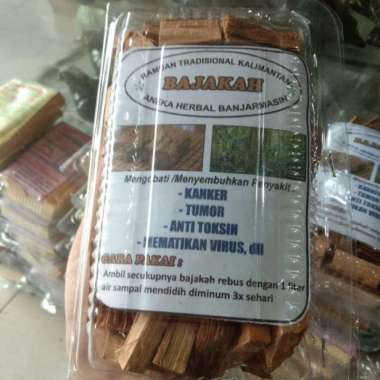 RAMUAN TRADISIONAL KALIMANTAN
BAJAKAH
ANEKA HERBAL BANJARMASIN
Mengobati /Menyembuhkan Penyakit
- KANKER
- TUMOR
- ANTI TOKSIN
- MEMATIKAN VIRUS, dll
CARA PAKAI :
Ambil secukupnya bajakah rebus dengan 1 liter
air sampai mendidih diminum 3x sehari